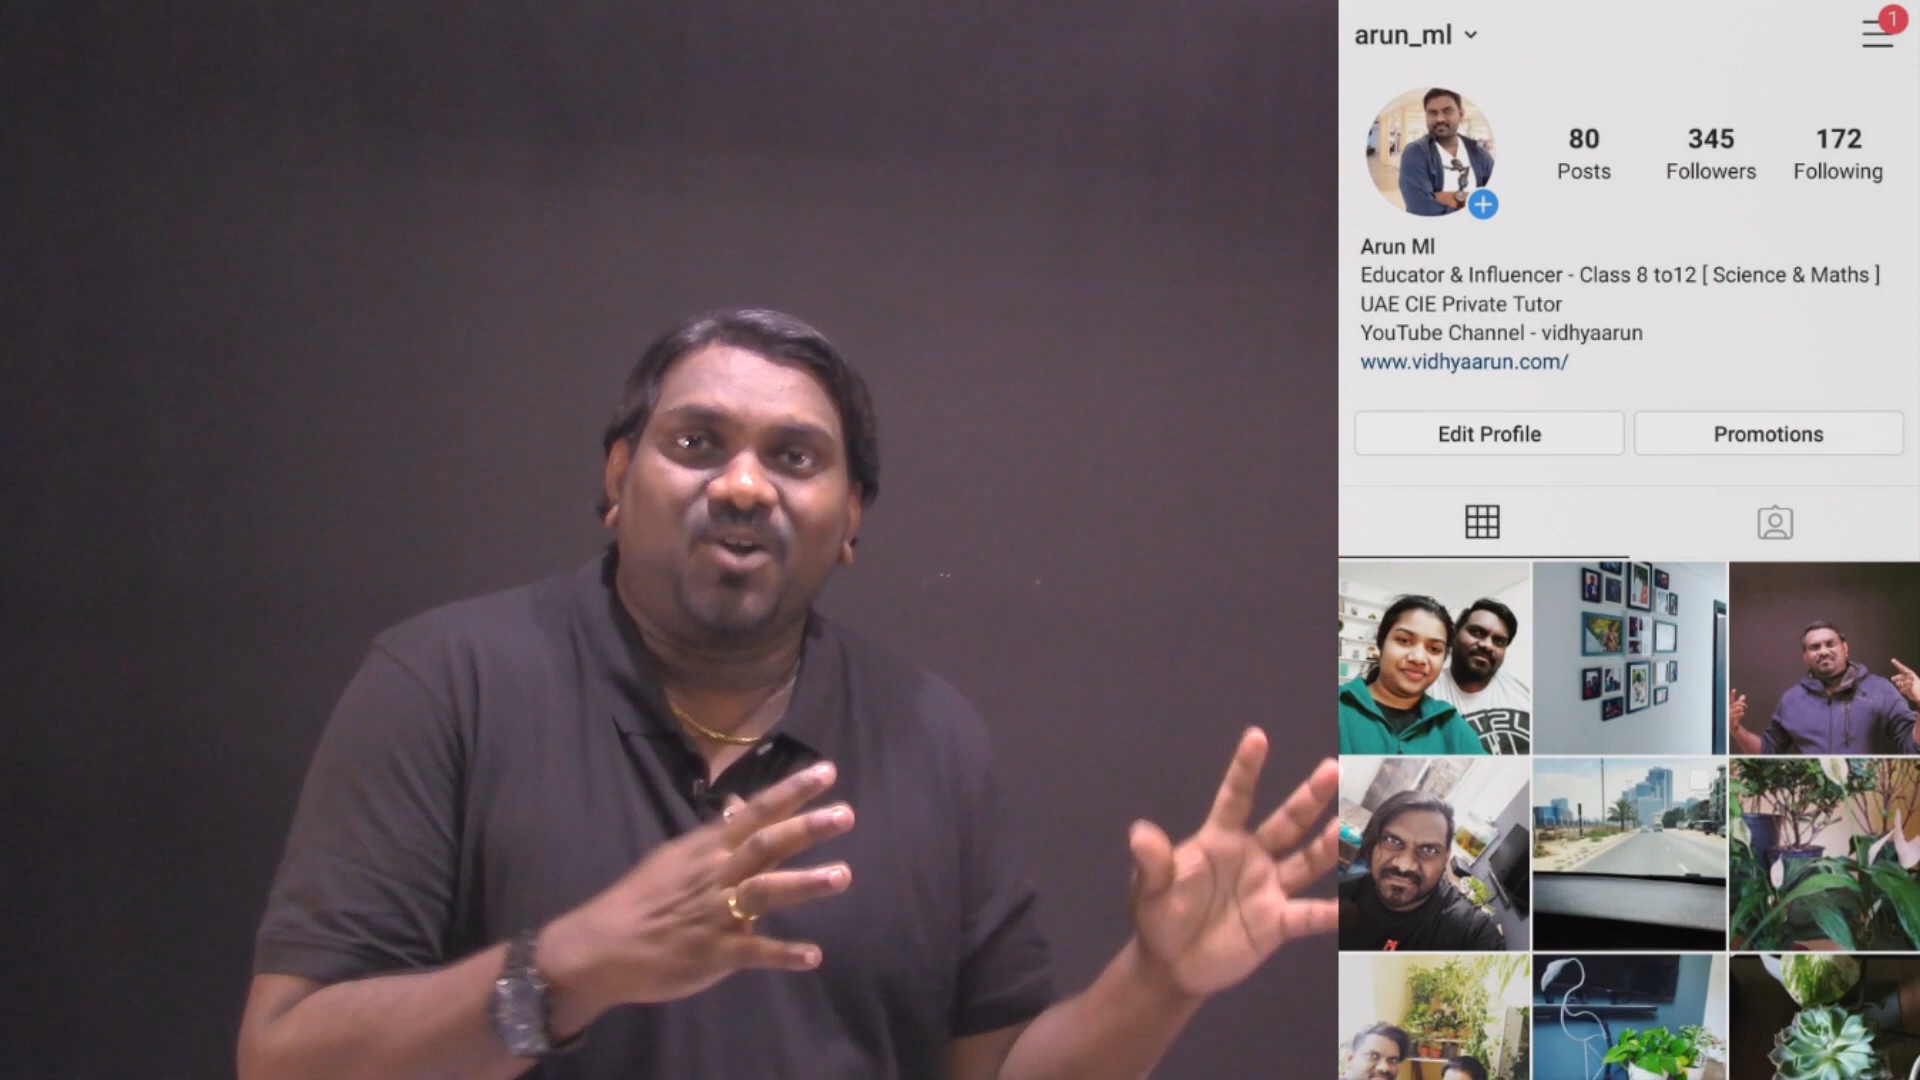 arun_ml
1
80
Posts
345
Followers
172
Following
Arun Ml
Educator & Influencer - Class 8 to12 [ Science & Maths ]
UAE CIE Private Tutor
YouTube Channel - vidhyaarun
www.vidhyaarun.com/
Edit Profile
Promotions